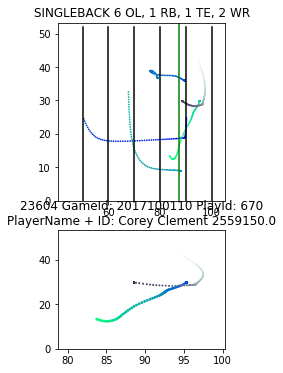 SINGLEBACK 6 OL, 1 RB, 1 TE, 2 WR
50
40
30
20
10
0
60 80 100
23604 GameId: 2017100110 PlayId: 670
PlayerName + ID: Corey Clement 2559150.0
40
20
0
80 85 90 95 100